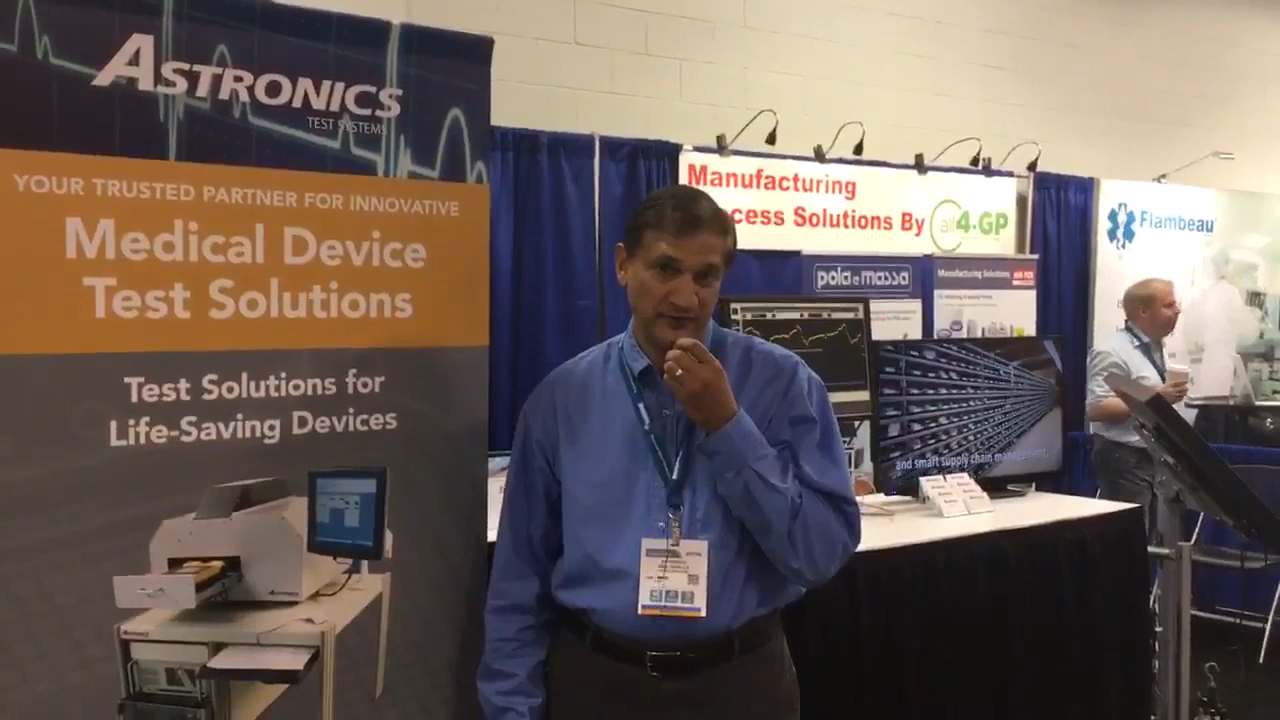 ASTRONICS
TEST SYSTEMS
YOUR TRUSTED PARTNER FOR INNOVATIVE
Medical Device
Test Solutions
Test Solutions for
Life-Saving Devices
Manufacturing
cess Solutions By
all4-GP
pola e massa
Manufacturing Solutions
and smart supply chain management.
Flambeau